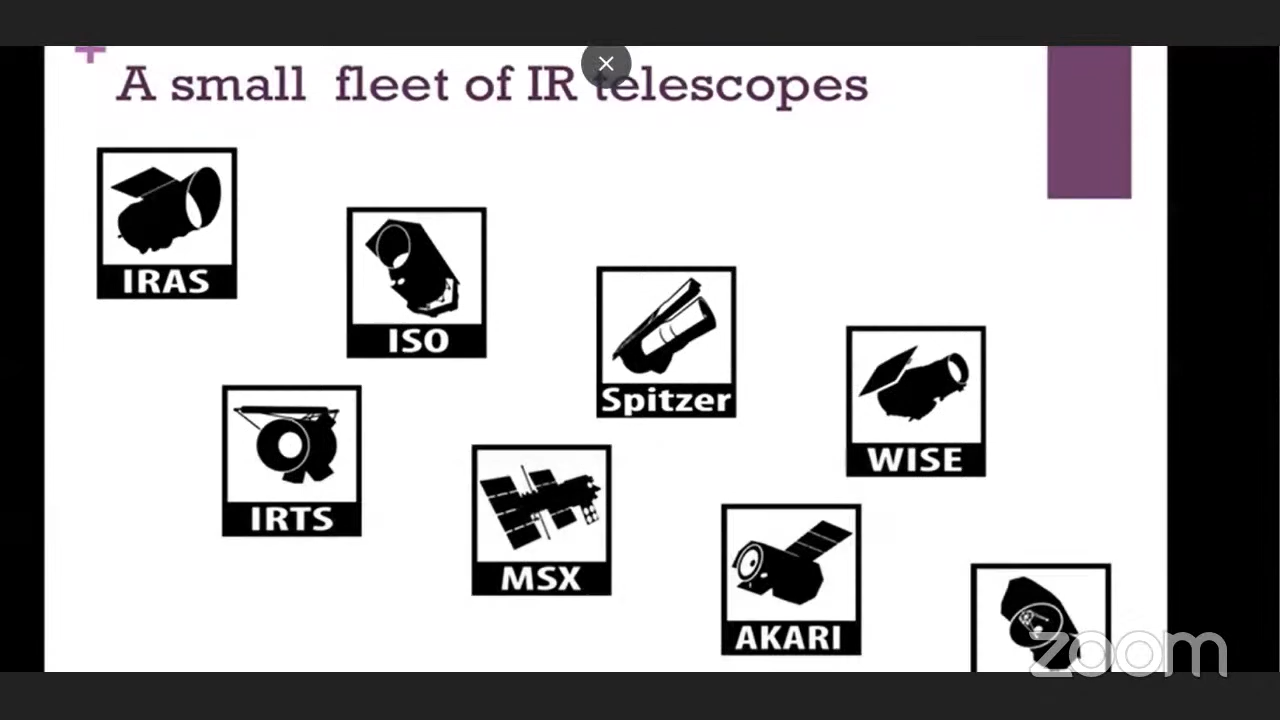 +
A small fleet of IR telescopes
IRAS
ISO
Spitzer
WISE
IRTS
MSX
AKARI
zoom